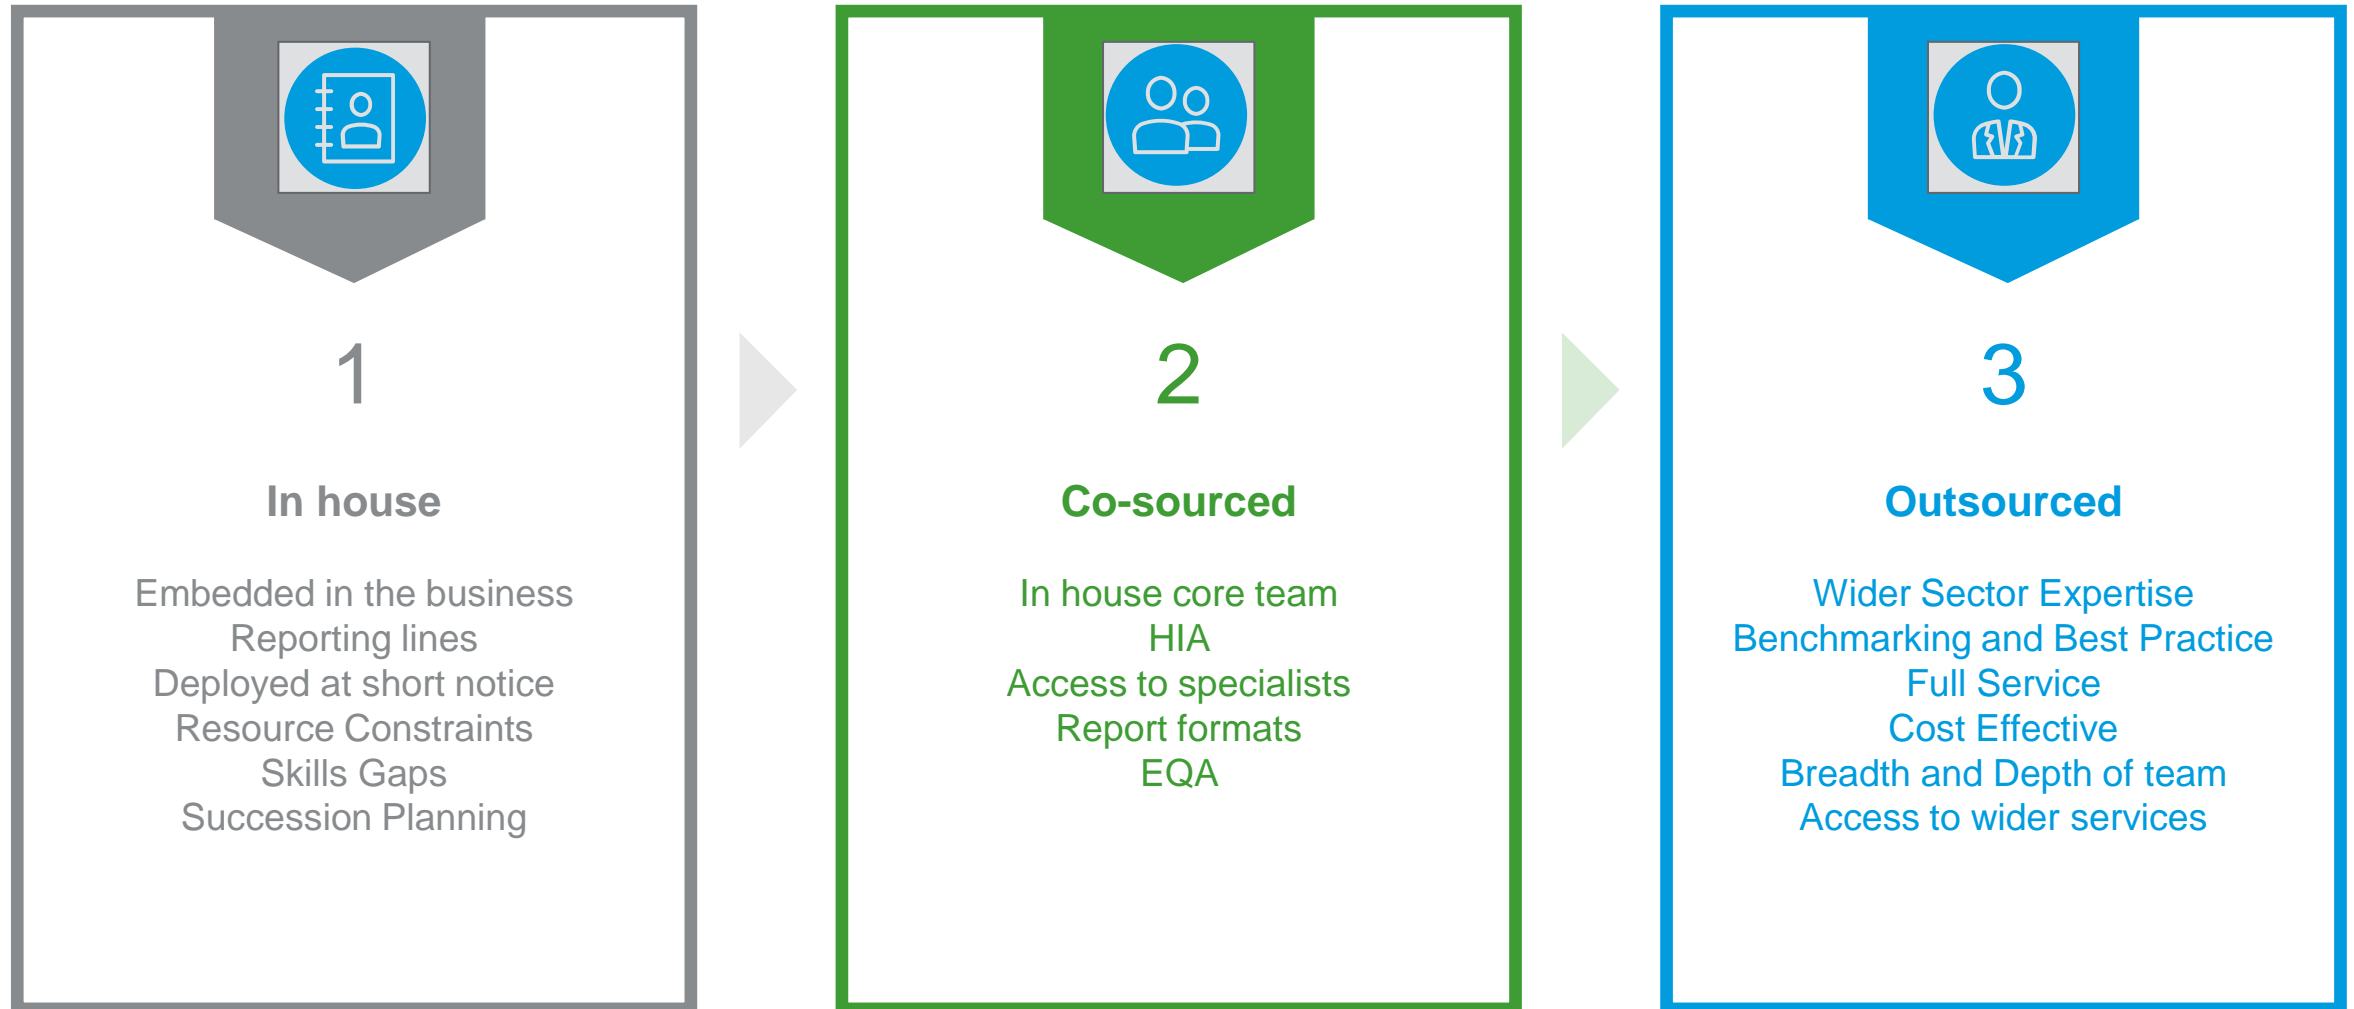 1
In house
Embedded in the business
Reporting lines
Deployed at short notice
Resource Constraints
Skills Gaps
Succession Planning
2
Co-sourced
In house core team
HIA
Access to specialists
Report formats
EQA
3
Outsourced
Wider Sector Expertise
Benchmarking and Best Practice
Full Service
Cost Effective
Breadth and Depth of team
Access to wider services